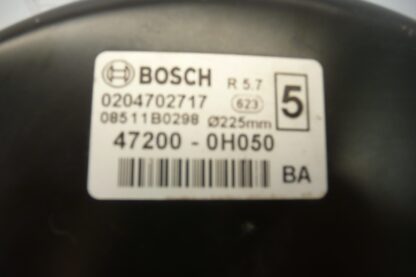 BOSCH R 5.7
0204702717 623 5
08511B0298 Ø225mm
47200 - 0H050
BA